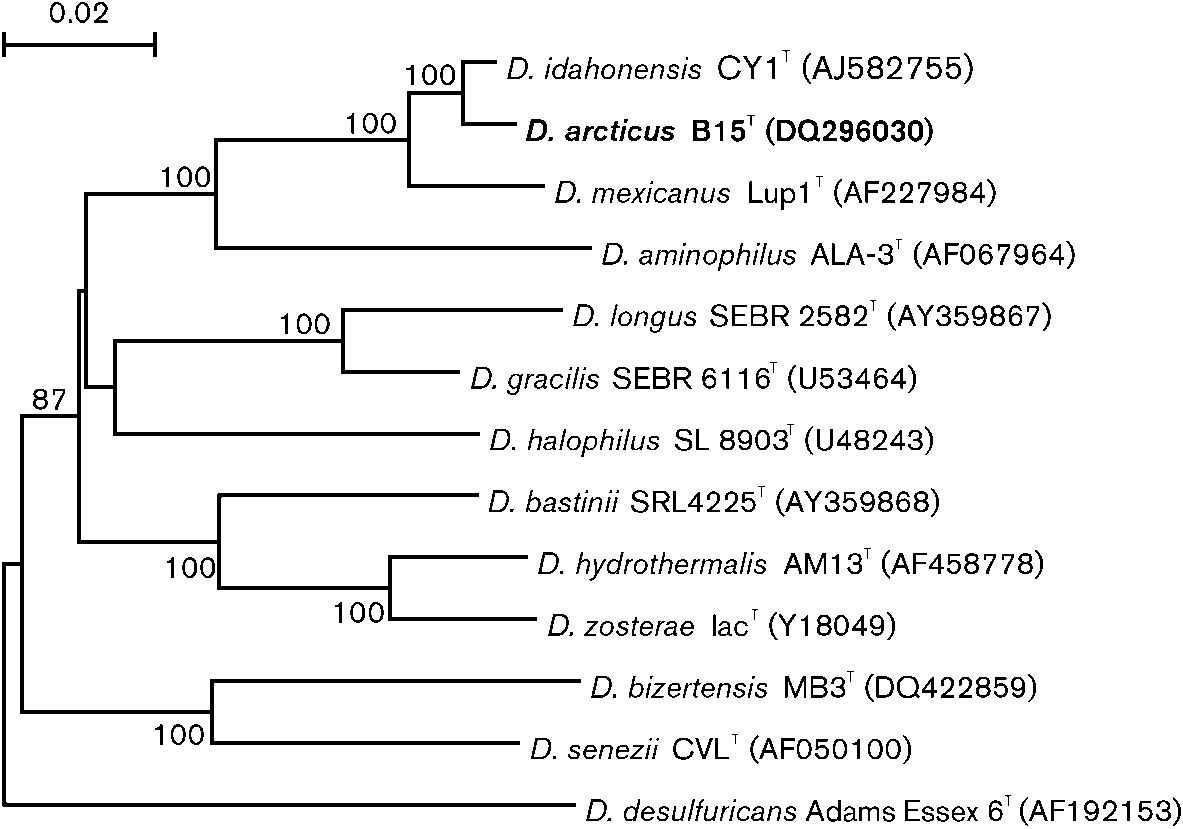 0.02
100
D. idahonensis CY1ᵀ (AJ582755)
100
D. arcticus B15ᵀ (DQ296030)
100
D. mexicanus Lup1ᵀ (AF227984)
D. aminophilus ALA-3ᵀ (AF067964)
100
D. longus SEBR 2582ᵀ (AY359867)
D. gracilis SEBR 6116ᵀ (U53464)
87
D. halophilus SL 8903ᵀ (U48243)
D. bastinii SRL4225ᵀ (AY359868)
100
D. hydrothermalis AM13ᵀ (AF458778)
100
D. zosterae lacᵀ (Y18049)
D. bizertensis MB3ᵀ (DQ422859)
100
D. senezii CVLᵀ (AF050100)
D. desulfuricans Adams Essex 6ᵀ (AF192153)